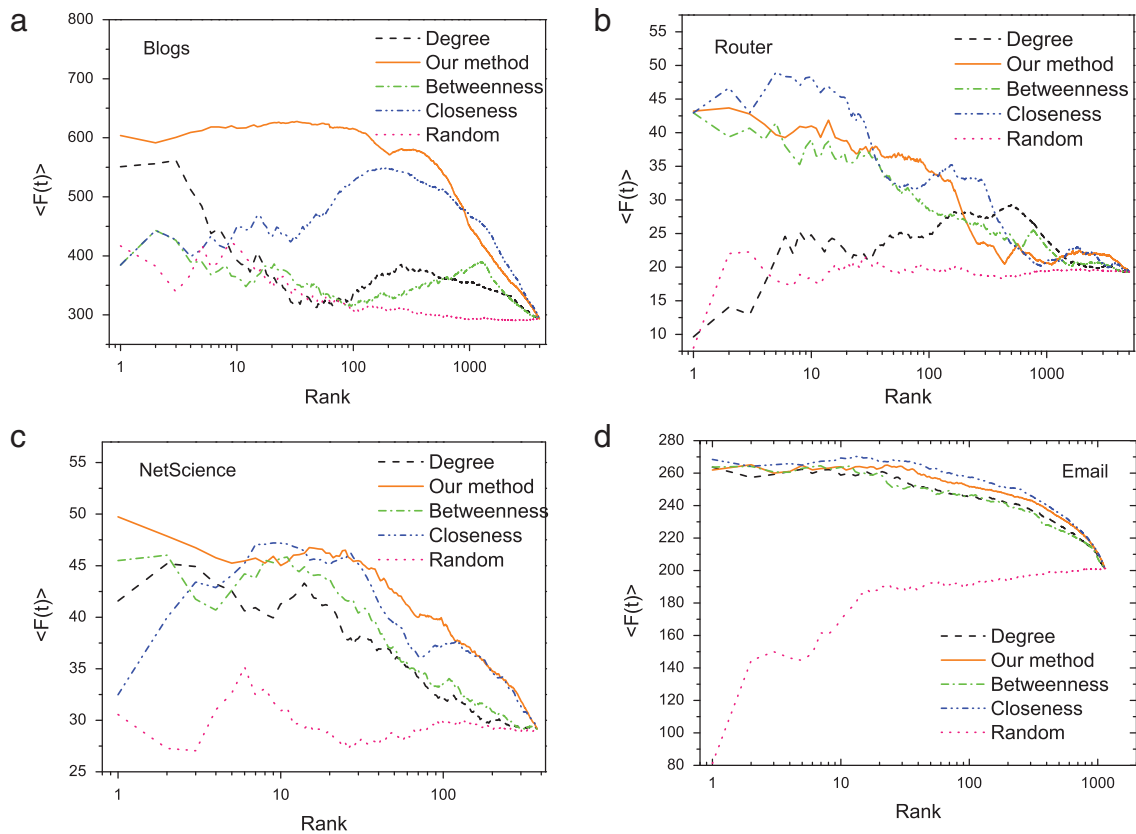 a
800
700
600
500
400
300
<F(t)>
Blogs
Degree
Our method
Betweenness
Closeness
Random
1
10
100
1000
Rank
b
55
50
45
40
35
30
25
20
15
10
<F(t)>
Router
Degree
Our method
Betweenness
Closeness
Random
1
10
100
1000
Rank
c
55
50
45
40
35
30
25
<F(t)>
NetScience
Degree
Our method
Betweenness
Closeness
Random
1
10
100
Rank
d
280
260
240
220
200
180
160
140
120
100
80
<F(t)>
Email
Degree
Our method
Betweenness
Closeness
Random
1
10
100
1000
Rank